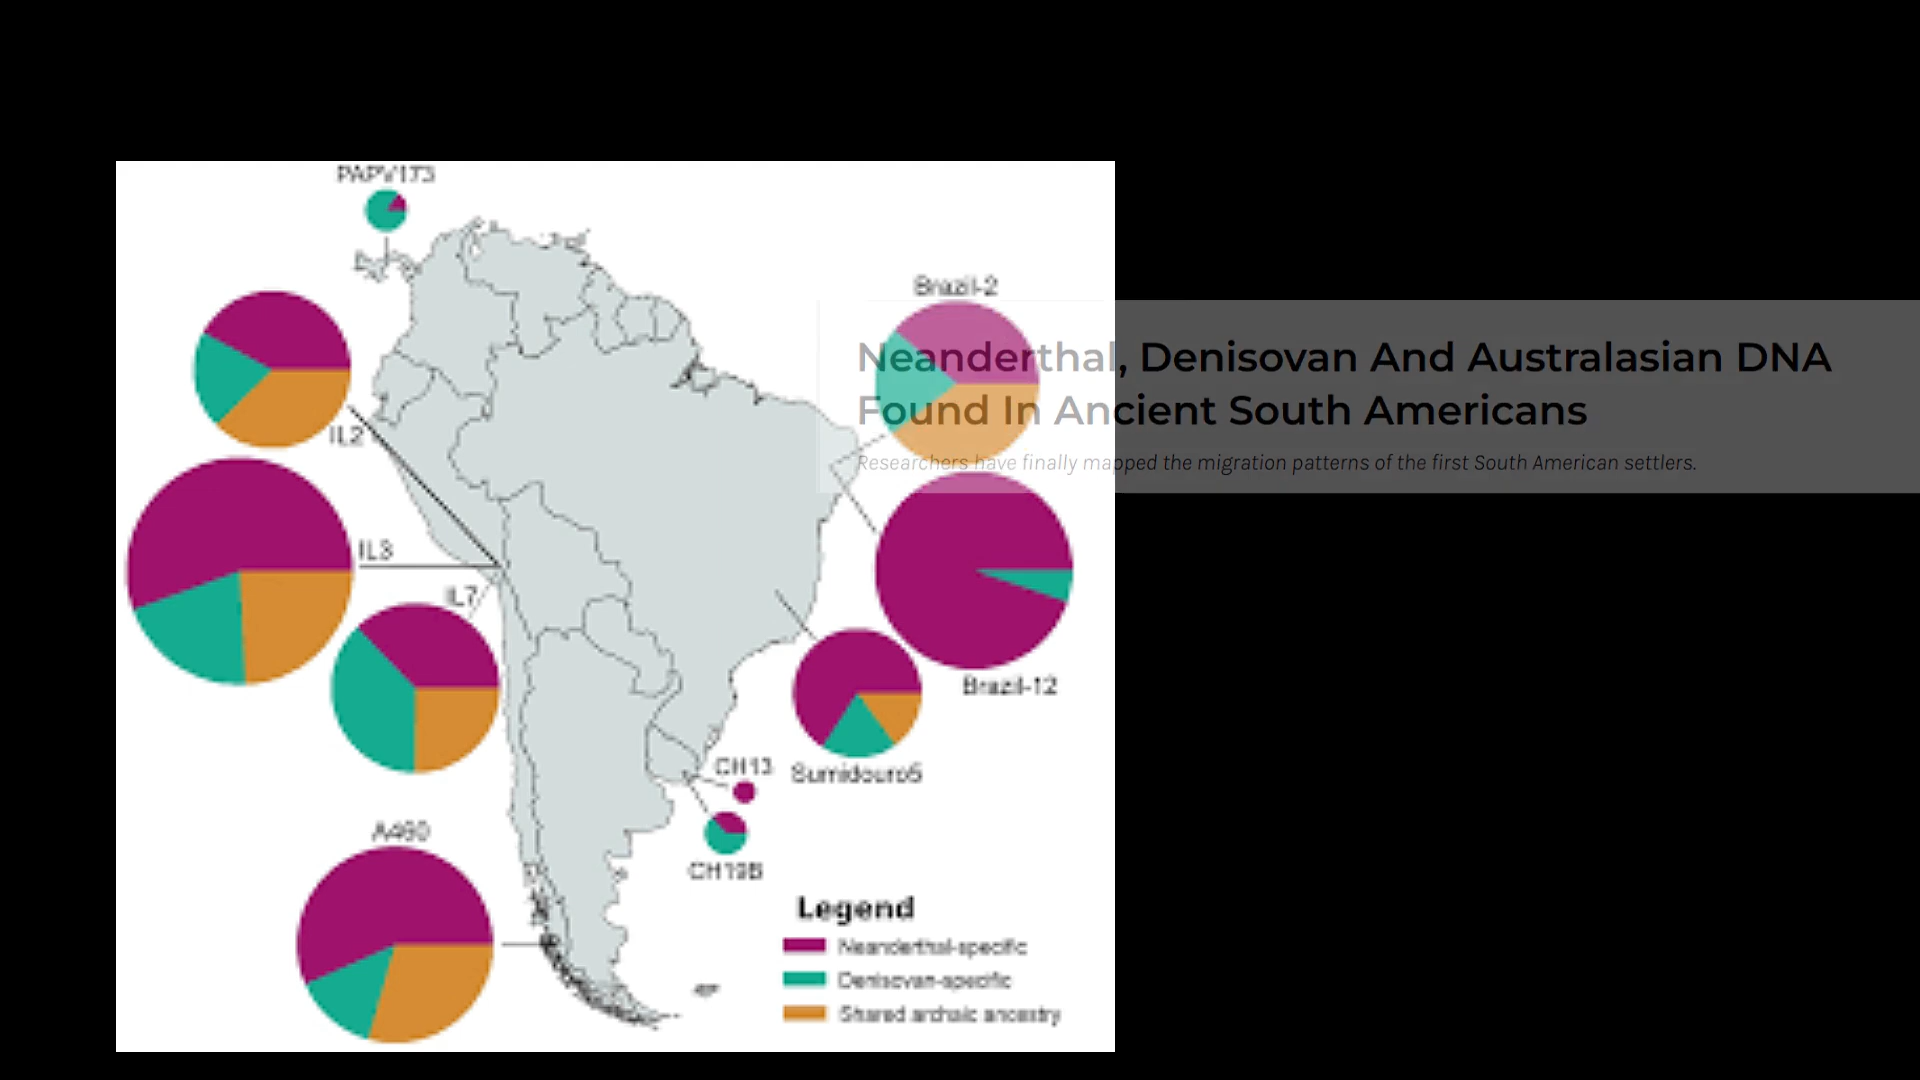 PAPV173
Brazil-2
Neanderthal, Denisovan And Australasian DNA
Found In Ancient South Americans
IL2
Researchers have finally mapped the migration patterns of the first South American settlers.
IL3
IL7
Brazil-12
CH13
Sumidouro5
A460
CH19B
Legend
Neanderthal-specific
Denisovan-specific
Shared archaic ancestry